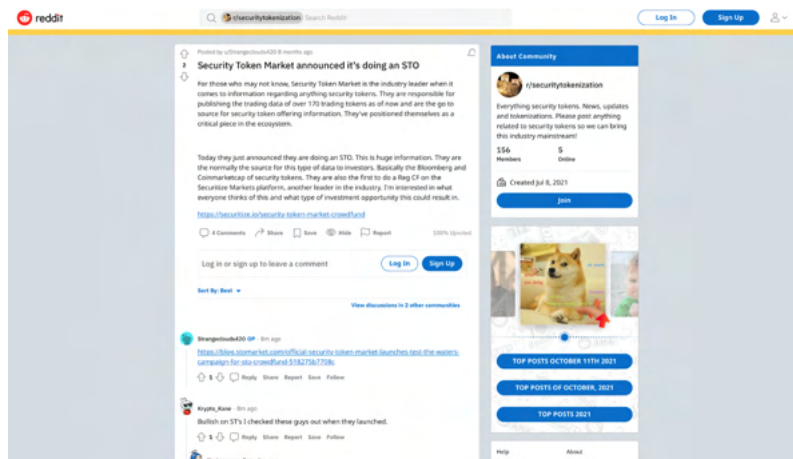 reddit
r/securitytokenization Search Reddit
Log In
Sign Up
Posted by u/Strangeclouds420 8 months ago
2
Security Token Market announced it's doing an STO
For those who may not know, Security Token Market is the industry leader when it
comes to information regarding anything security tokens. They are responsible for
publishing the trading data of over 170 trading tokens as of now and are the go to
source for security token offering information. They've positioned themselves as a
critical piece in the ecosystem.
Today they just announced they are doing an STO. This is huge information. They are
the normally the source for this type of data to investors. Basically the Bloomberg and
Coinmarketcap of security tokens. They are also the first to do a Reg CF on the
Securitize Markets platform, another leader in the industry. I'm interested in what
everyone thinks of this and what type of investment opportunity this could result in.
https://securitize.io/security-token-market-crowdfund
4 Comments Share Save Hide Report 100% Upvoted
Log in or sign up to leave a comment
Log In
Sign Up
Sort By: Best
View discussions in 2 other communities
Strangeclouds420 OP · 8m ago
https://blog.stomarket.com/official-security-token-market-launches-test-the-waters-
campaign-for-sto-crowdfund-518275b7708c
1 Reply Share Report Save Follow
Krypto_Kane · 8m ago
Bullish on ST's I checked these guys out when they launched.
1 Reply Share Report Save Follow
About Community
r/securitytokenization
Everything security tokens. News, updates
and tokenizations. Please post anything
related to security tokens so we can bring
this industry mainstream!
156 5
Members Online
Created Jul 8, 2021
Join
TOP POSTS OCTOBER 11TH 2021
TOP POSTS OF OCTOBER, 2021
TOP POSTS 2021
Help About